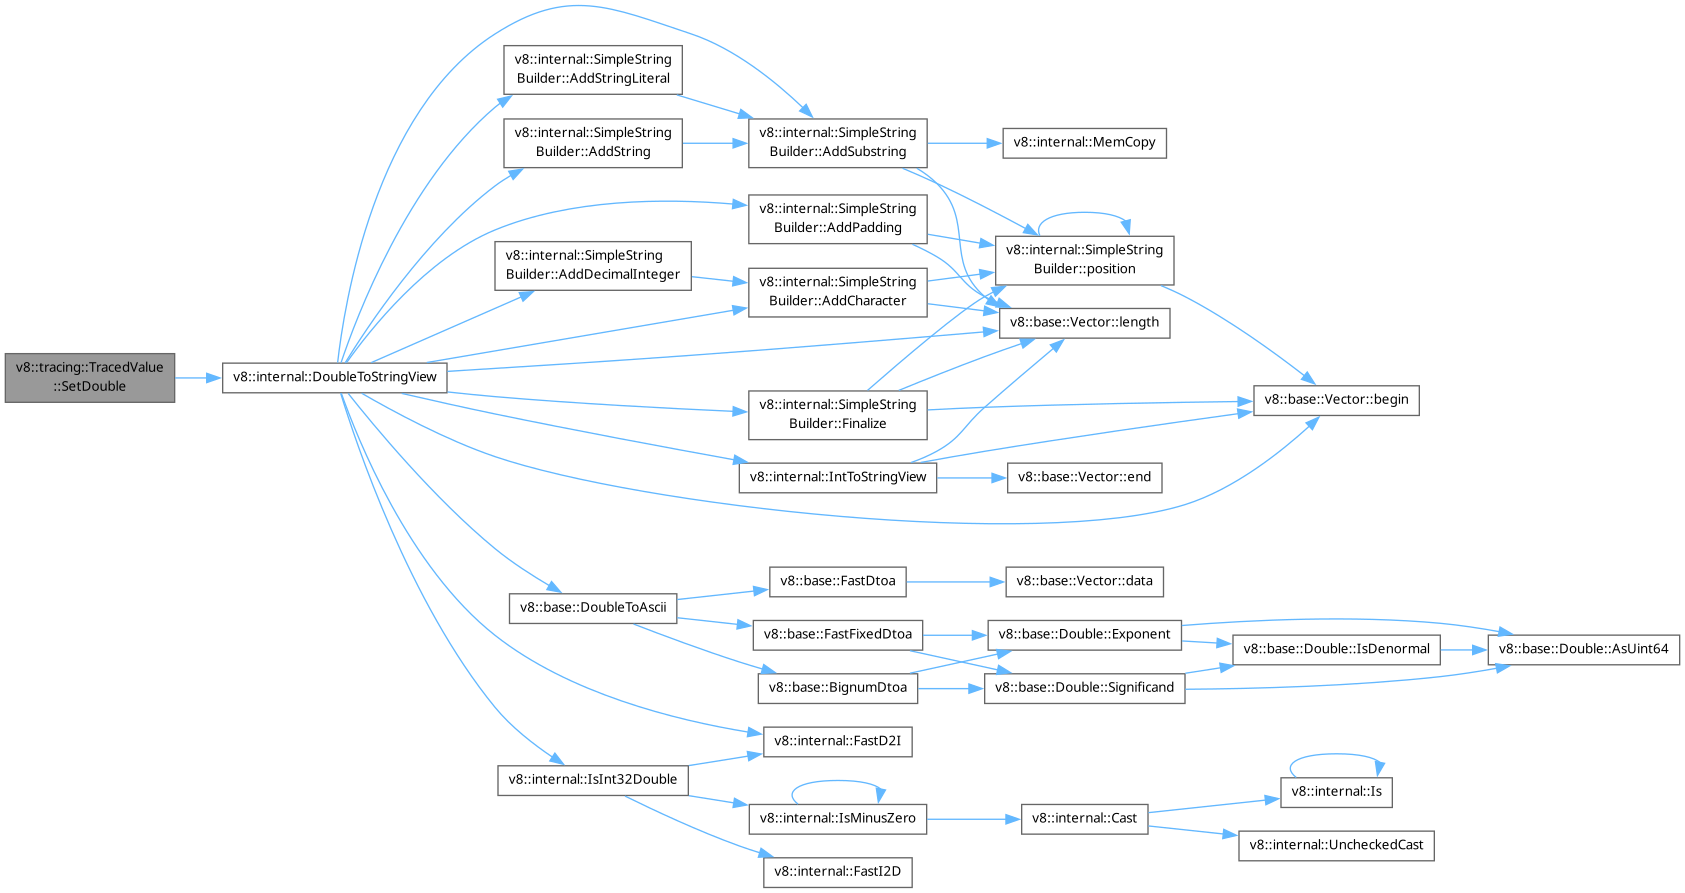 v8::internal::SimpleString
Builder::AddStringLiteral
v8::internal::SimpleString
Builder::AddString
v8::internal::SimpleString
Builder::AddSubstring
v8::internal::MemCopy
v8::internal::SimpleString
Builder::AddPadding
v8::internal::SimpleString
Builder::position
v8::internal::SimpleString
Builder::AddDecimalInteger
v8::internal::SimpleString
Builder::AddCharacter
v8::base::Vector::length
v8::tracing::TracedValue
::SetDouble
v8::internal::DoubleToStringView
v8::internal::SimpleString
Builder::Finalize
v8::base::Vector::begin
v8::internal::IntToStringView
v8::base::Vector::end
v8::base::DoubleToAscii
v8::base::FastDtoa
v8::base::Vector::data
v8::base::FastFixedDtoa
v8::base::Double::Exponent
v8::base::Double::IsDenormal
v8::base::Double::AsUint64
v8::base::BignumDtoa
v8::base::Double::Significand
v8::internal::FastD2I
v8::internal::IsInt32Double
v8::internal::Is
v8::internal::IsMinusZero
v8::internal::Cast
v8::internal::UncheckedCast
v8::internal::FastI2D